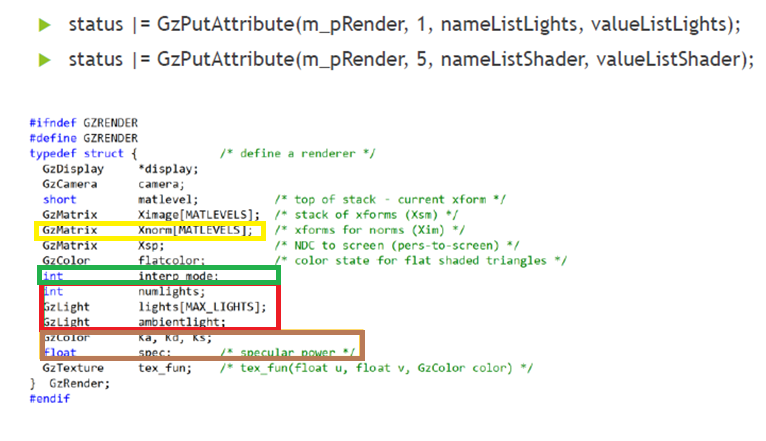 status |= GzPutAttribute(m_pRender, 1, nameListLights, valueListLights);
status |= GzPutAttribute(m_pRender, 5, nameListShader, valueListShader);
#ifndef GZRENDER
#define GZRENDER
typedef struct { /* define a renderer */
GzDisplay *display;
GzCamera camera;
short matlevel; /* top of stack - current xform */
GzMatrix Ximage[MATLEVELS]; /* stack of xforms (Xsm) */
GzMatrix Xnorm[MATLEVELS]; /* xforms for norms (Xim) */
GzMatrix Xsp; /* NDC to screen (pers-to-screen) */
GzColor flatcolor; /* color state for flat shaded triangles */
int interp_mode;
int numlights;
GzLight lights[MAX_LIGHTS];
GzLight ambientlight;
GzColor Ka, Kd, Ks;
float spec; /* specular power */
GzTexture tex_fun; /* tex_fun(float u, float v, GzColor color) */
} GzRender;
#endif